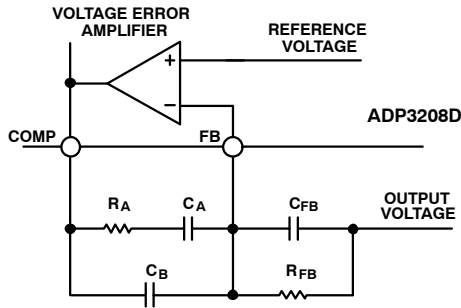 VOLTAGE ERROR
AMPLIFIER
REFERENCE
VOLTAGE
+
−
ADP3208D
COMP
FB
RA
CA
CFB
OUTPUT
VOLTAGE
CB
RFB